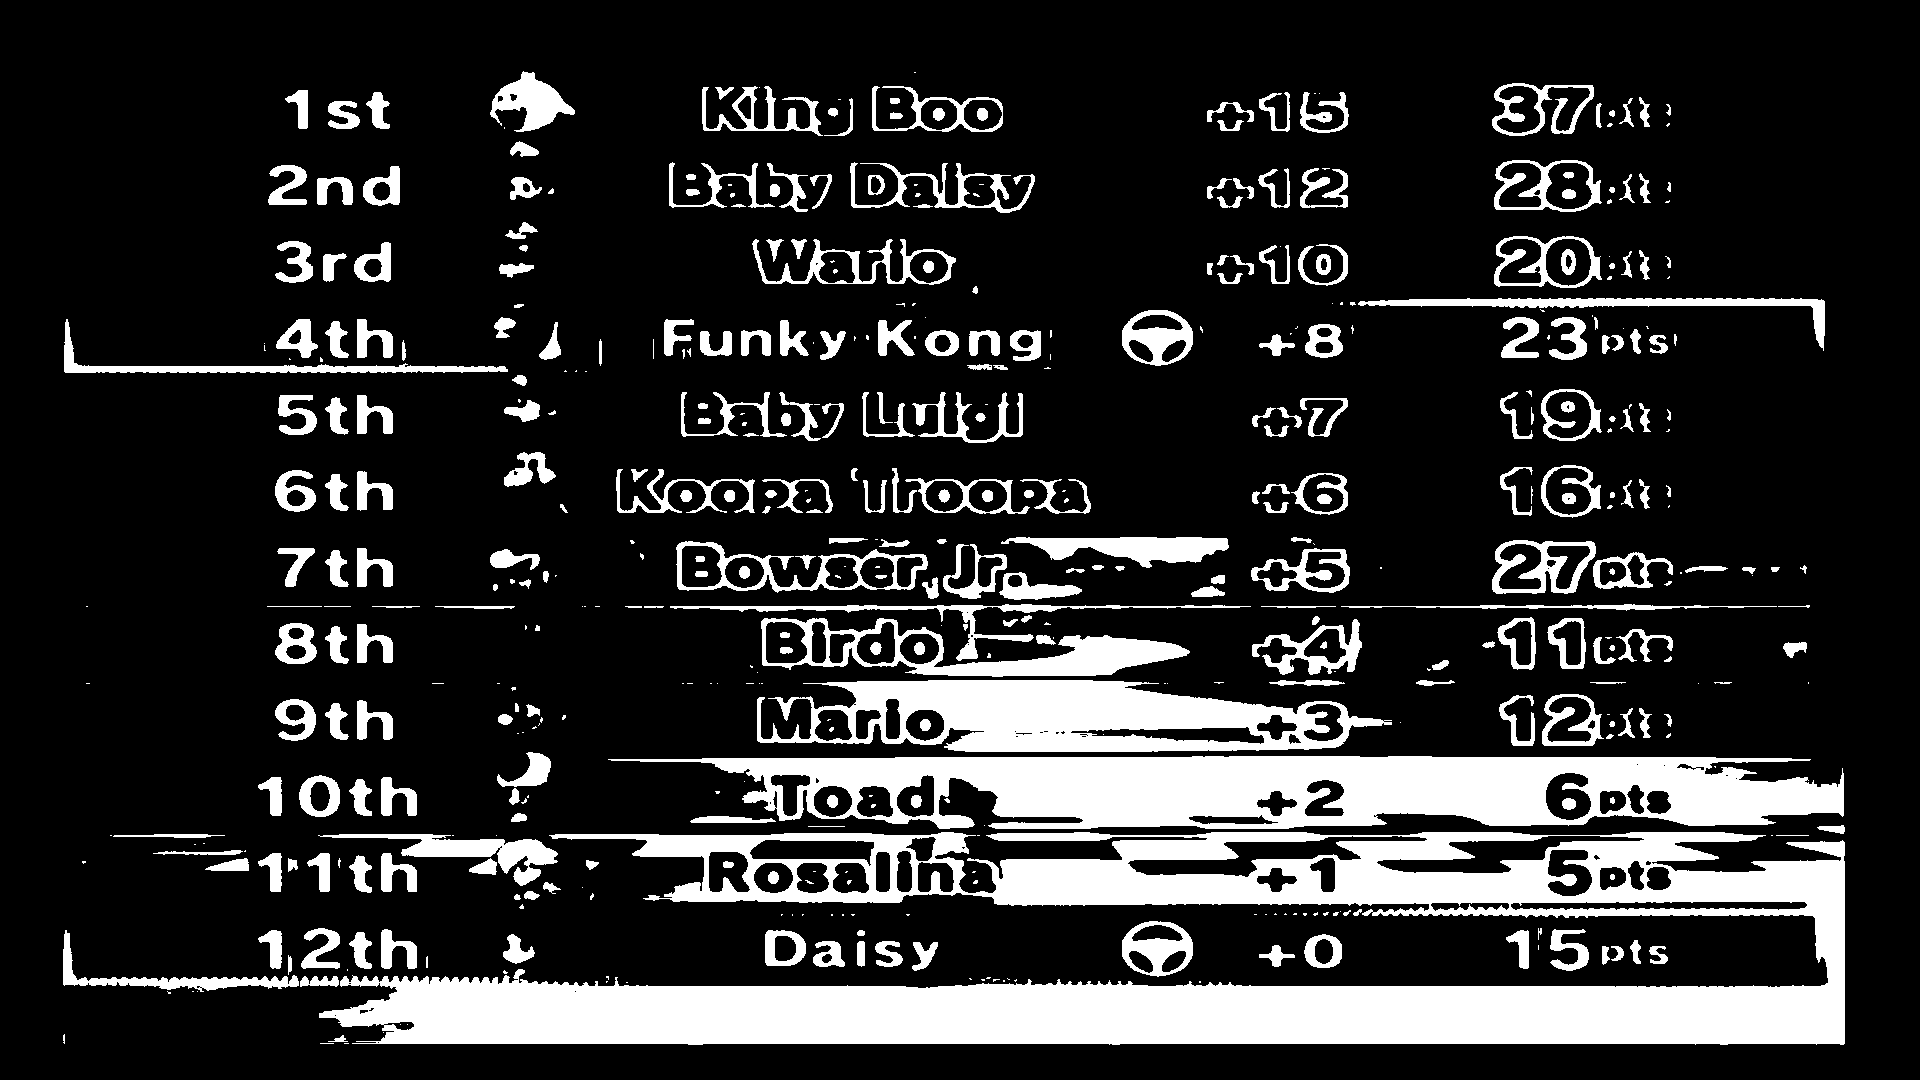 1st King Boo +15 37pts
2nd Baby Daisy +12 28pts
3rd Wario +10 20pts
4th Funky Kong +8 23pts
5th Baby Luigi +7 19pts
6th Koopa Troopa +6 16pts
7th Bowser Jr. +5 27pts
8th Birdo +4 11pts
9th Mario +3 12pts
10th Toad +2 6pts
11th Rosalina +1 5pts
12th Daisy +0 15pts